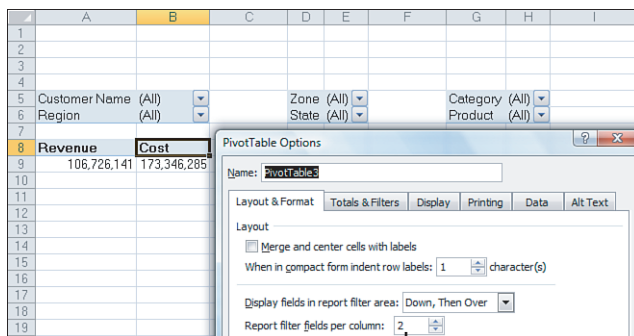 A B C D E F G H I
1
2
3
4
5 Customer Name (All) Zone (All) Category (All)
6 Region (All) State (All) Product (All)
7
8 Revenue Cost
9 106,726,141 173,346,285
10
11
12
13
14
15
16
17
18
19
PivotTable Options
Name: PivotTable3
Layout & Format Totals & Filters Display Printing Data Alt Text
Layout
Merge and center cells with labels
When in compact form indent row labels: 1 character(s)
Display fields in report filter area: Down, Then Over
Report filter fields per column: 2